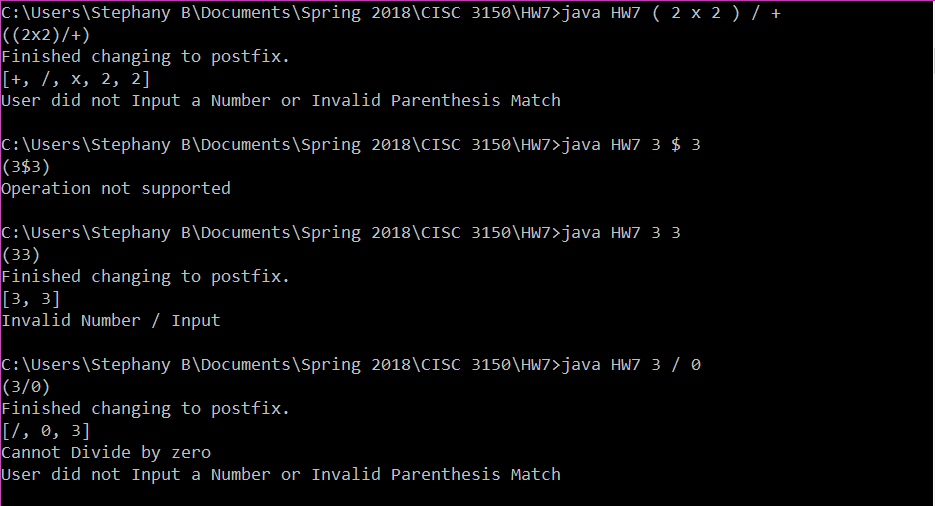 C:\Users\Stephany B\Documents\Spring 2018\CISC 3150\HW7>java HW7 ( 2 x 2 ) / +
((2x2)/+)
Finished changing to postfix.
[+, /, x, 2, 2]
User did not Input a Number or Invalid Parenthesis Match
C:\Users\Stephany B\Documents\Spring 2018\CISC 3150\HW7>java HW7 3 $ 3
(3$3)
Operation not supported
C:\Users\Stephany B\Documents\Spring 2018\CISC 3150\HW7>java HW7 3 3
(33)
Finished changing to postfix.
[3, 3]
Invalid Number / Input
C:\Users\Stephany B\Documents\Spring 2018\CISC 3150\HW7>java HW7 3 / 0
(3/0)
Finished changing to postfix.
[/, 0, 3]
Cannot Divide by zero
User did not Input a Number or Invalid Parenthesis Match